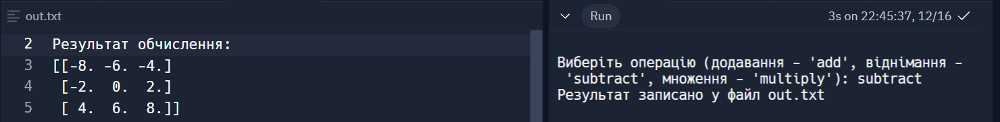 out.txt
2 Результат обчислення:
3 [[-8. -6. -4.]
4 [-2. 0. 2.]
5 [ 4. 6. 8.]]
Run
3s on 22:45:37, 12/16
Виберіть операцію (додавання - 'add', віднімання -
'subtract', множення - 'multiply'): subtract
Результат записано у файл out.txt